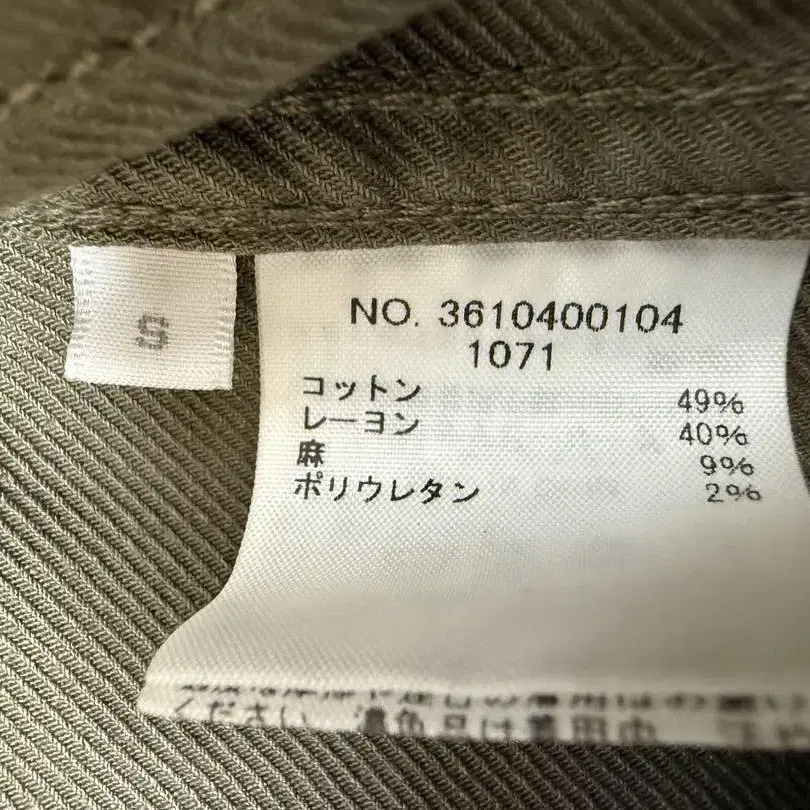 S
NO. 3610400104
1071
コットン 49%
レーヨン 40%
麻 9%
ポリウレタン 2%
ください 濃色品は着用中